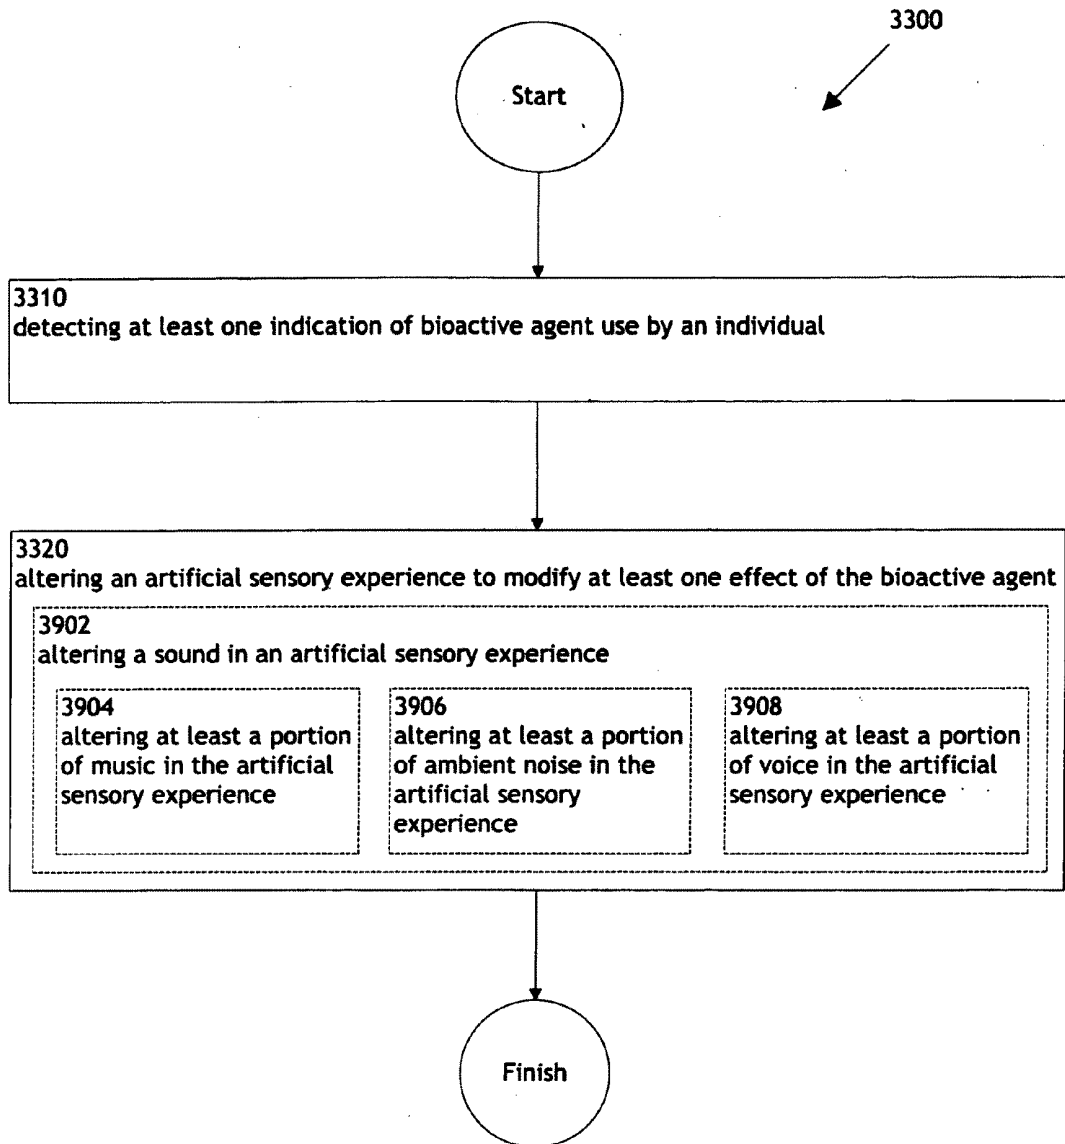 3300
Start
3310
detecting at least one indication of bioactive agent use by an individual
3320
altering an artificial sensory experience to modify at least one effect of the bioactive agent
3902
altering a sound in an artificial sensory experience
3904
altering at least a portion
of music in the artificial
sensory experience
3906
altering at least a portion
of ambient noise in the
artificial sensory
experience
3908
altering at least a portion
of voice in the artificial
sensory experience
Finish